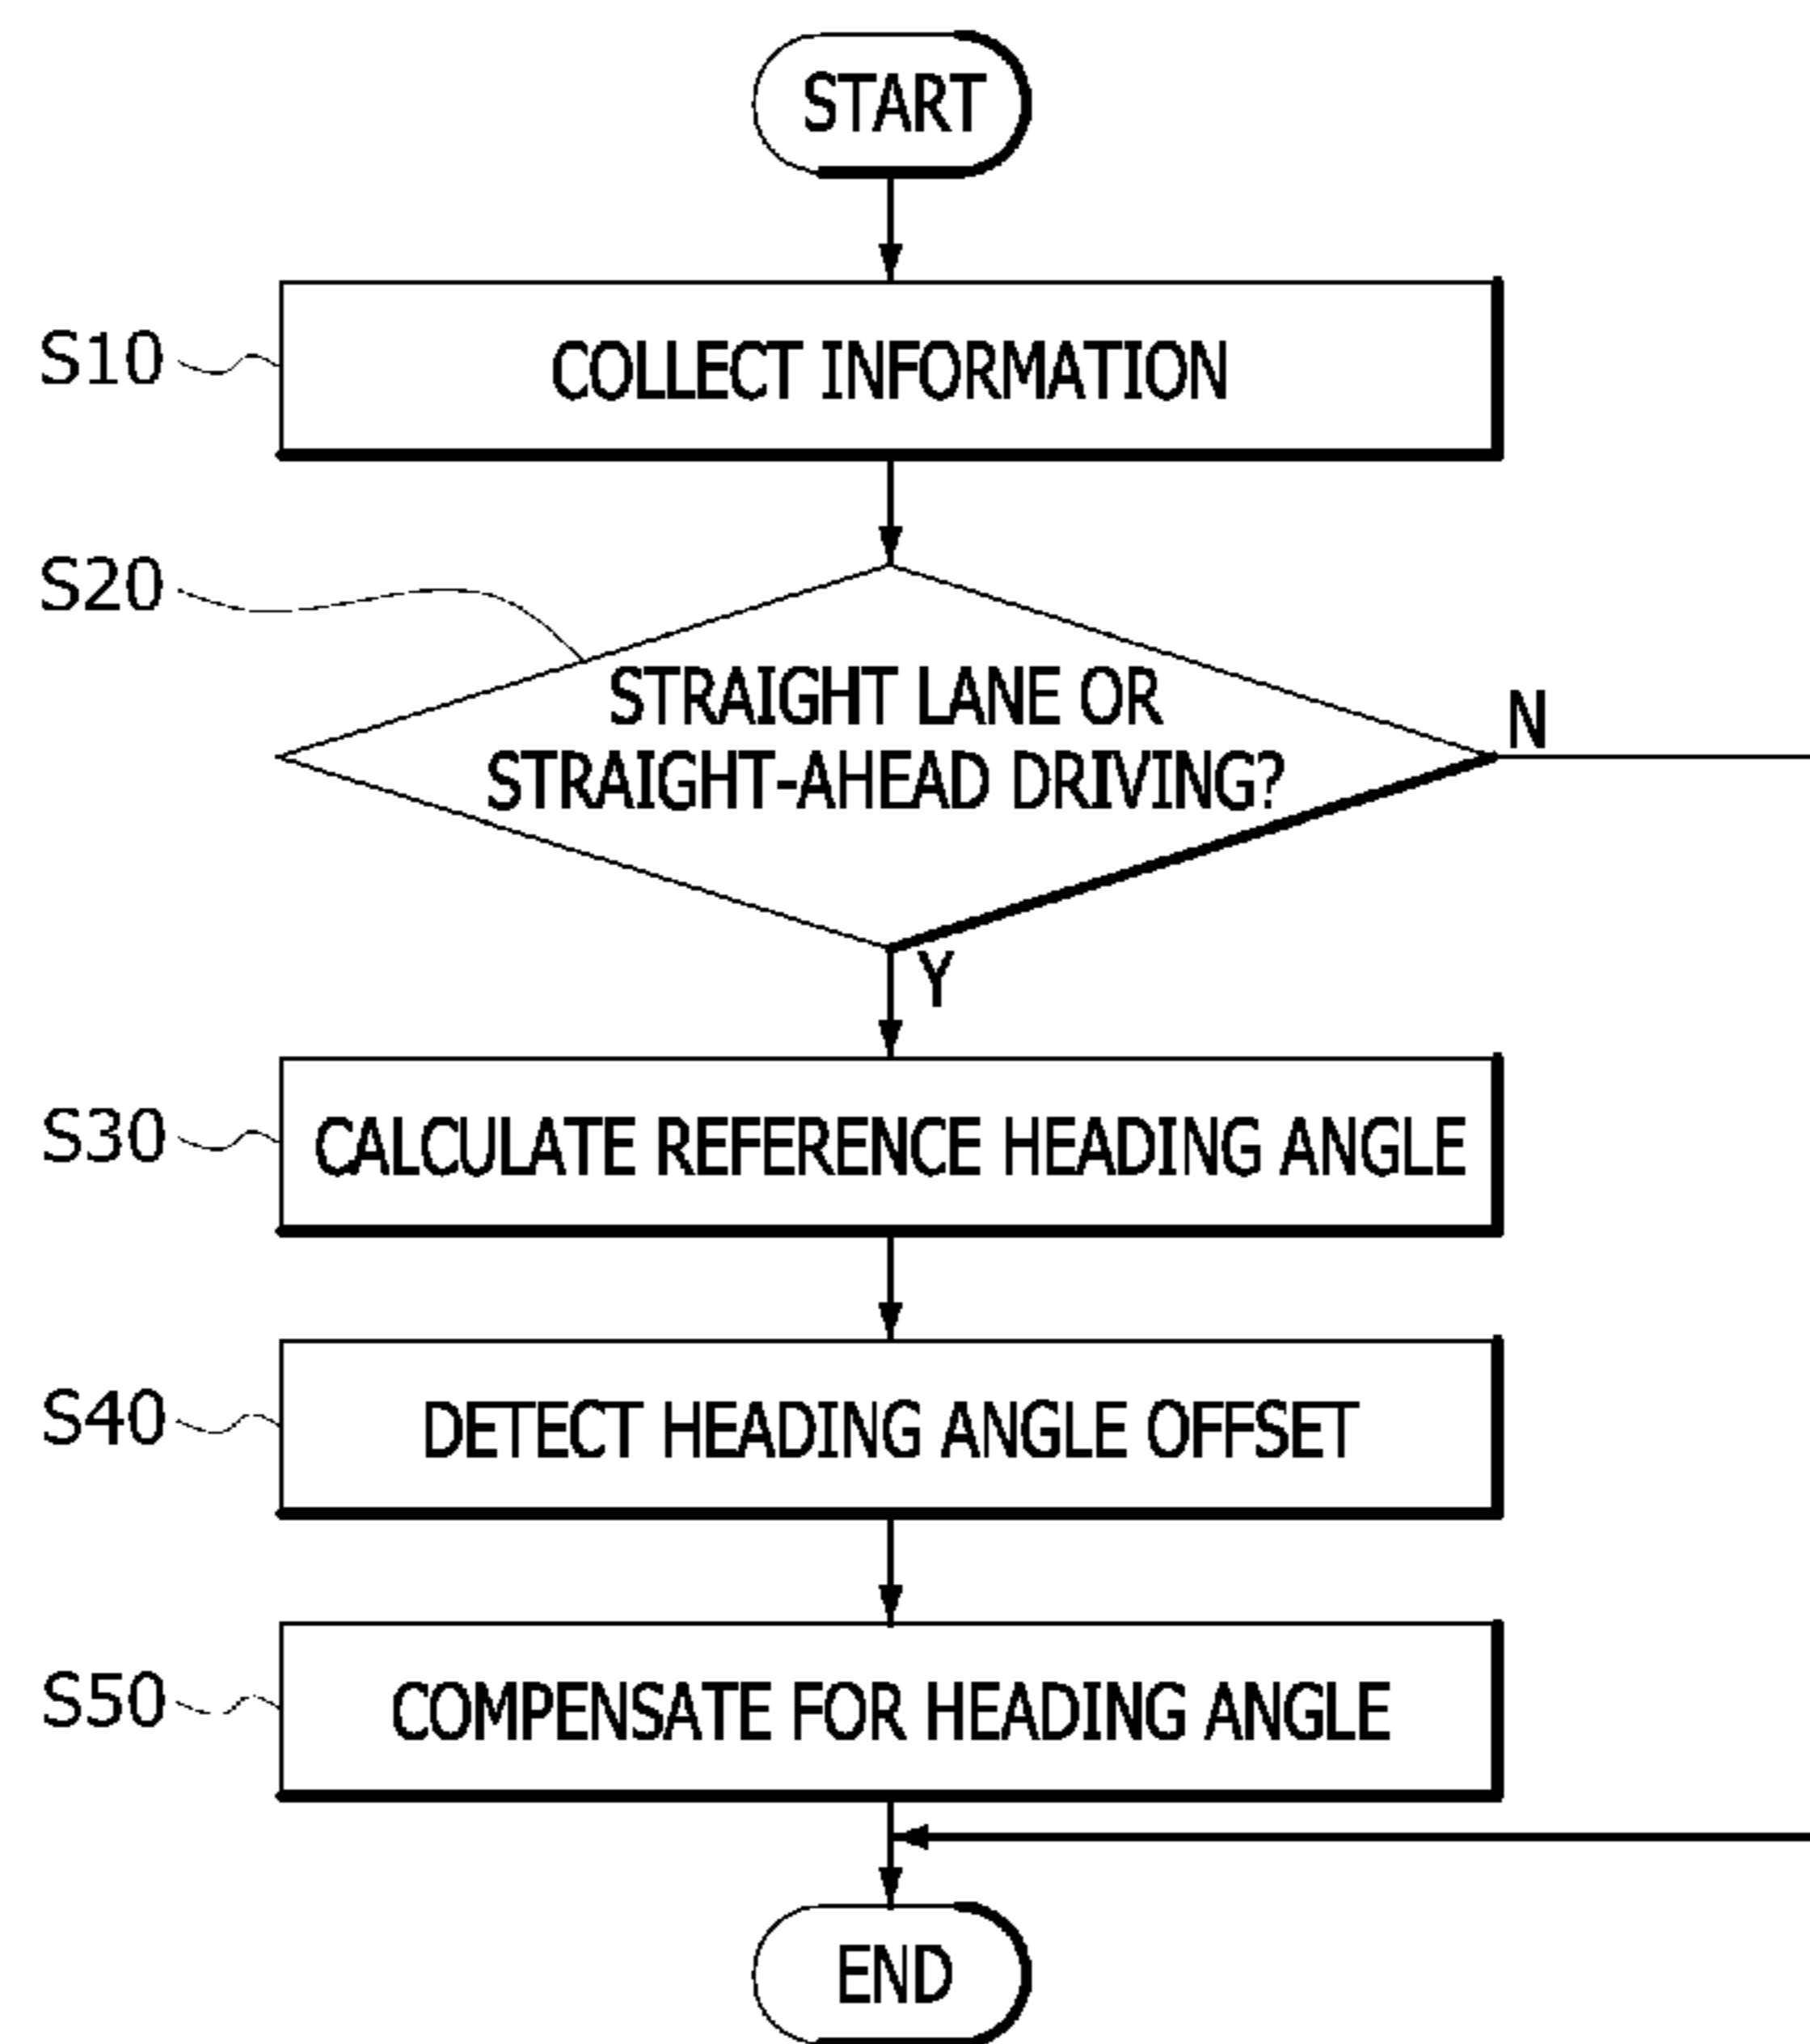 START
S10
COLLECT INFORMATION
S20
STRAIGHT LANE OR
STRAIGHT-AHEAD DRIVING?
N
Y
S30
CALCULATE REFERENCE HEADING ANGLE
S40
DETECT HEADING ANGLE OFFSET
S50
COMPENSATE FOR HEADING ANGLE
END